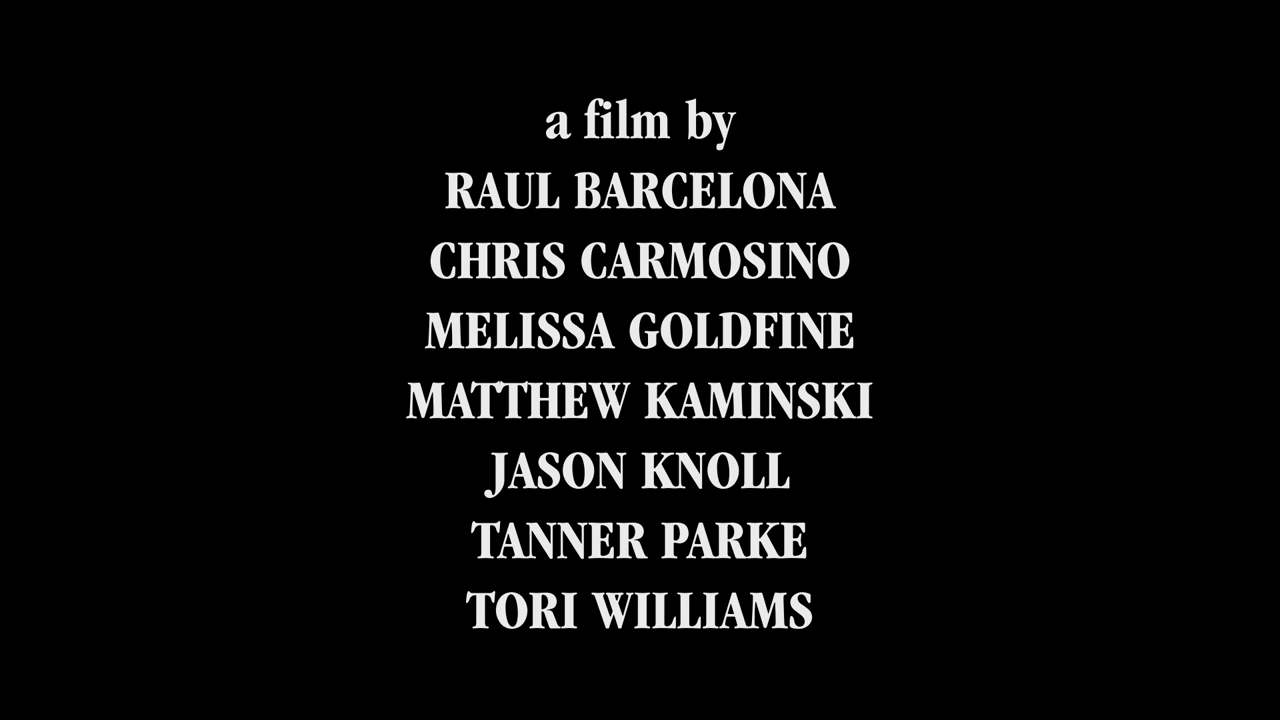 a film by
RAUL BARCELONA
CHRIS CARMOSINO
MELISSA GOLDFINE
MATTHEW KAMINSKI
JASON KNOLL
TANNER PARKE
TORI WILLIAMS